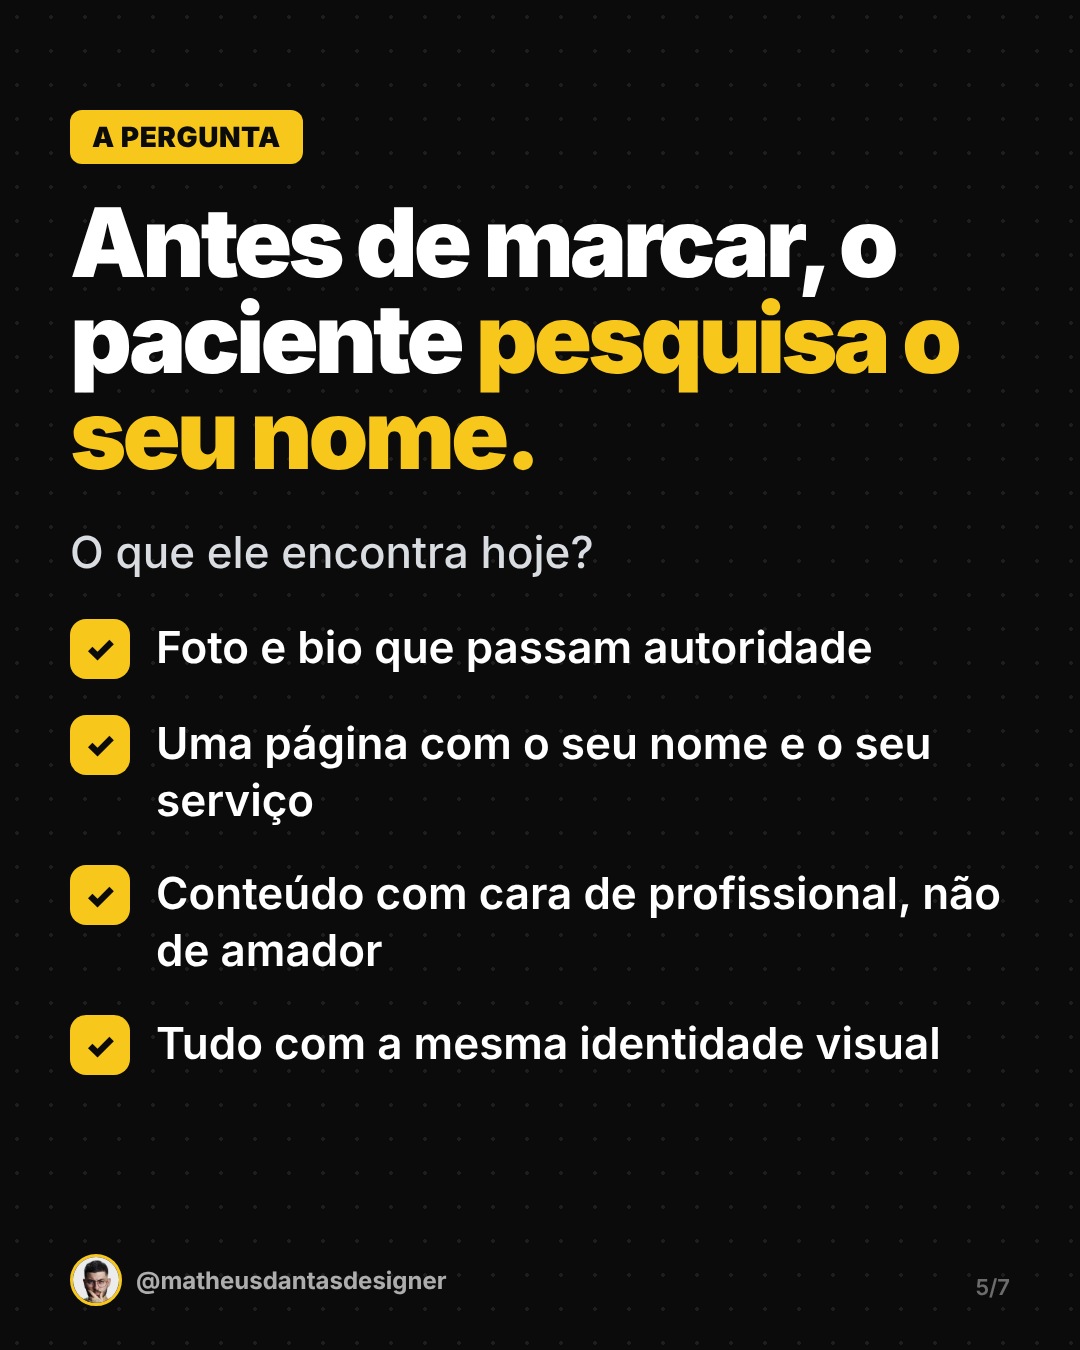 A PERGUNTA
Antes de marcar, o
paciente pesquisa o
seu nome.
O que ele encontra hoje?
Foto e bio que passam autoridade
Uma página com o seu nome e o seu
serviço
Conteúdo com cara de profissional, não
de amador
Tudo com a mesma identidade visual
@matheusdantasdesigner
5/7